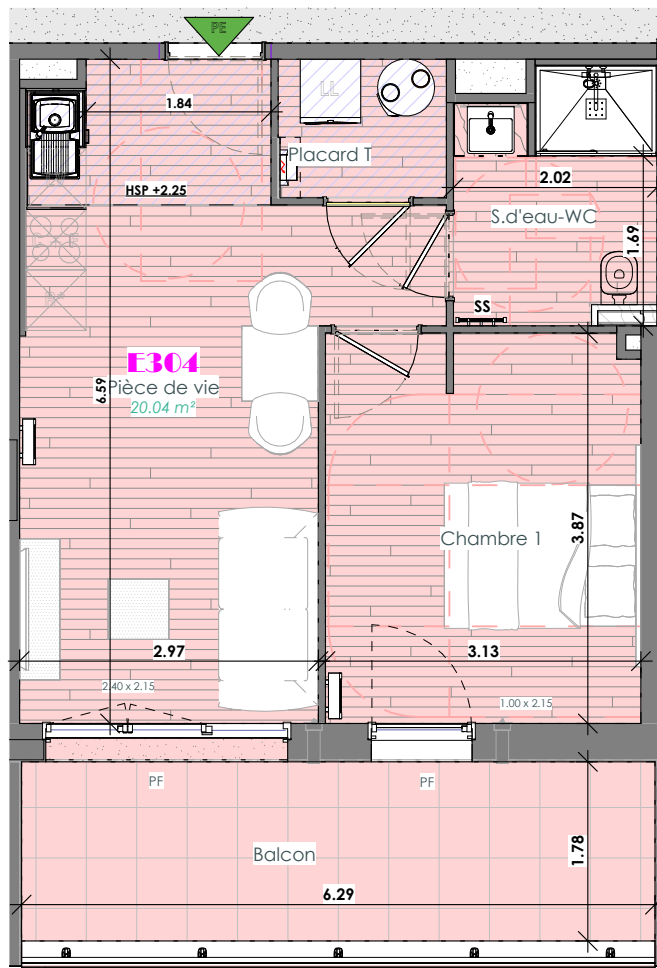 PE
1.84
LL
Placard T
HSP +2.25
2.02
S.d'eau-WC
1.69
SS
E304
Pièce de vie
20.04 m²
6.59
Chambre 1
3.87
2.97
3.13
2.40 x 2.15
1.00 x 2.15
PF
PF
Balcon
1.78
6.29